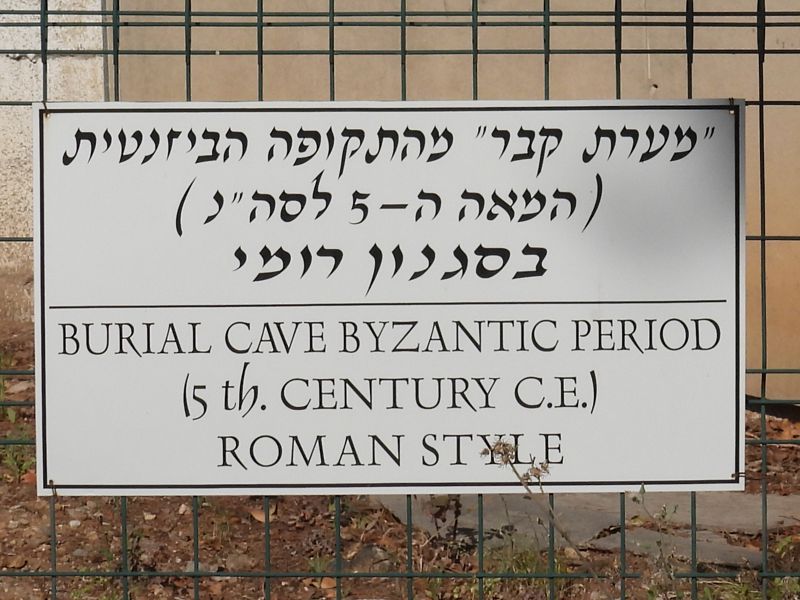 "מערת קבר" מהתקופה הביזנטית
(המאה ה-5 לסה"נ)
בסגנון רומי
BURIAL CAVE BYZANTIC PERIOD
(5 th. CENTURY C.E.)
ROMAN STYLE